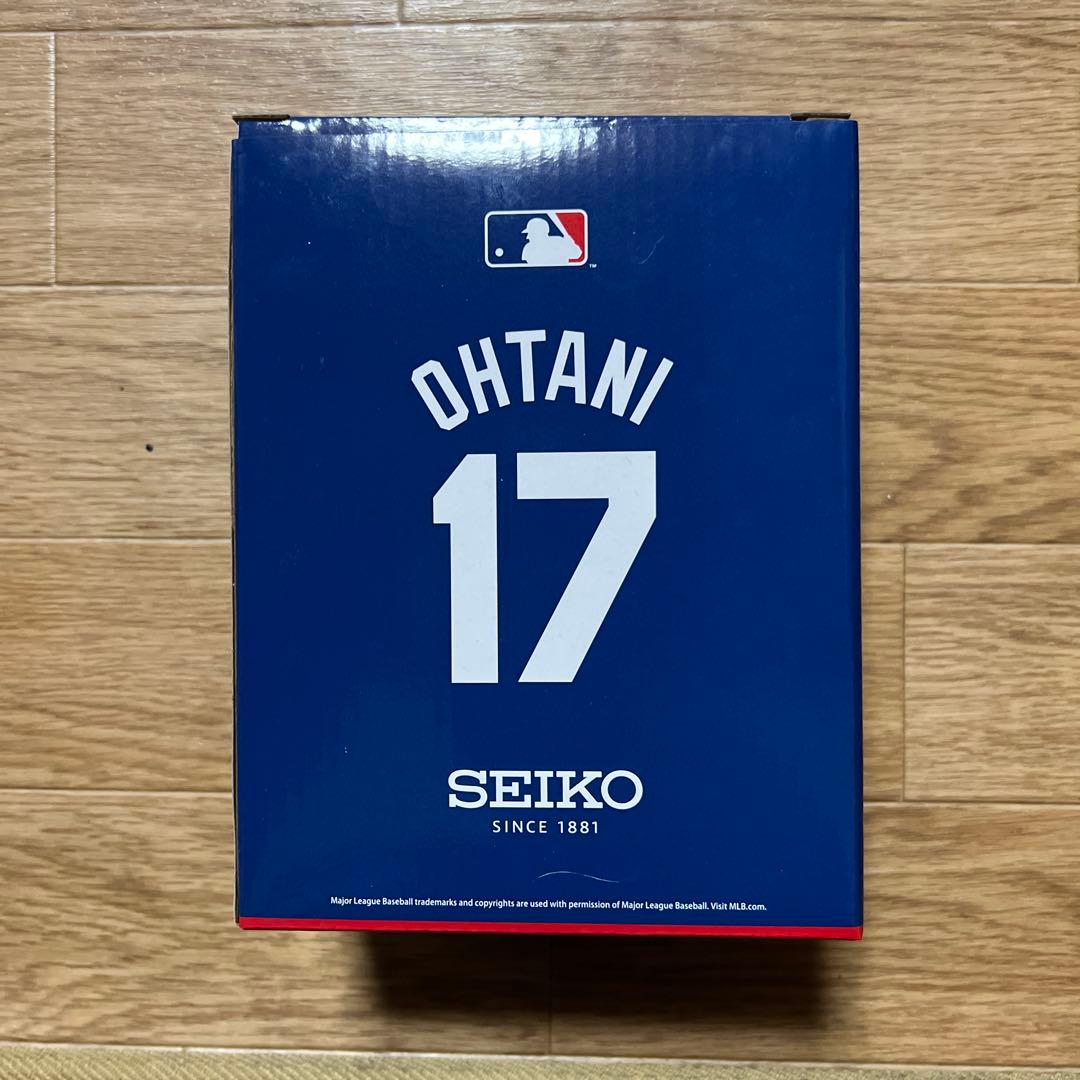 TM
OHTANI
17
SEIKO
SINCE 1881
Major League Baseball trademarks and copyrights are used with permission of Major League Baseball. Visit MLB.com.